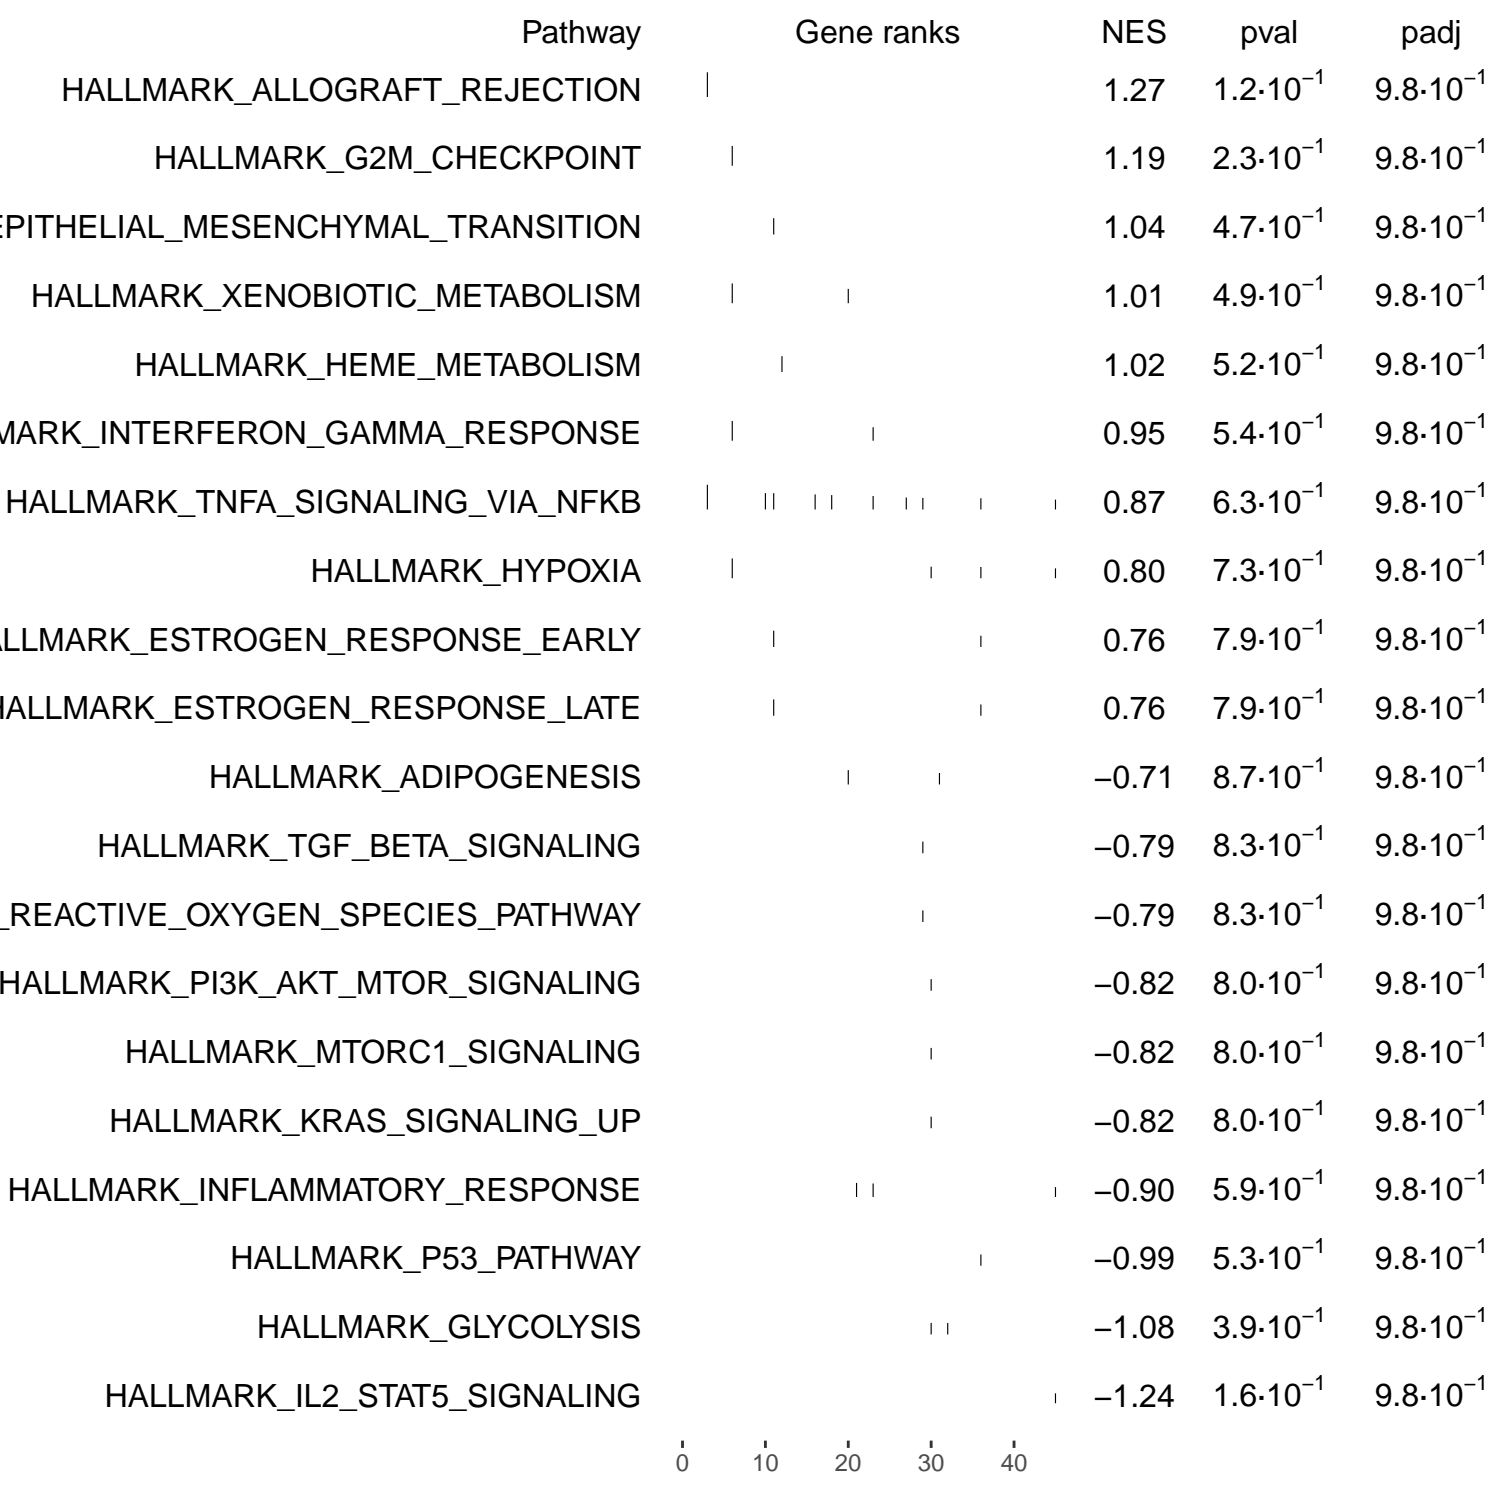 Pathway Gene ranks NES pval padj
HALLMARK_ALLOGRAFT_REJECTION 1.27 1.2·10⁻¹ 9.8·10⁻¹
HALLMARK_G2M_CHECKPOINT 1.19 2.3·10⁻¹ 9.8·10⁻¹
EPITHELIAL_MESENCHYMAL_TRANSITION 1.04 4.7·10⁻¹ 9.8·10⁻¹
HALLMARK_XENOBIOTIC_METABOLISM 1.01 4.9·10⁻¹ 9.8·10⁻¹
HALLMARK_HEME_METABOLISM 1.02 5.2·10⁻¹ 9.8·10⁻¹
MARK_INTERFERON_GAMMA_RESPONSE 0.95 5.4·10⁻¹ 9.8·10⁻¹
HALLMARK_TNFA_SIGNALING_VIA_NFKB 0.87 6.3·10⁻¹ 9.8·10⁻¹
HALLMARK_HYPOXIA 0.80 7.3·10⁻¹ 9.8·10⁻¹
ALLMARK_ESTROGEN_RESPONSE_EARLY 0.76 7.9·10⁻¹ 9.8·10⁻¹
HALLMARK_ESTROGEN_RESPONSE_LATE 0.76 7.9·10⁻¹ 9.8·10⁻¹
HALLMARK_ADIPOGENESIS −0.71 8.7·10⁻¹ 9.8·10⁻¹
HALLMARK_TGF_BETA_SIGNALING −0.79 8.3·10⁻¹ 9.8·10⁻¹
_REACTIVE_OXYGEN_SPECIES_PATHWAY −0.79 8.3·10⁻¹ 9.8·10⁻¹
HALLMARK_PI3K_AKT_MTOR_SIGNALING −0.82 8.0·10⁻¹ 9.8·10⁻¹
HALLMARK_MTORC1_SIGNALING −0.82 8.0·10⁻¹ 9.8·10⁻¹
HALLMARK_KRAS_SIGNALING_UP −0.82 8.0·10⁻¹ 9.8·10⁻¹
HALLMARK_INFLAMMATORY_RESPONSE −0.90 5.9·10⁻¹ 9.8·10⁻¹
HALLMARK_P53_PATHWAY −0.99 5.3·10⁻¹ 9.8·10⁻¹
HALLMARK_GLYCOLYSIS −1.08 3.9·10⁻¹ 9.8·10⁻¹
HALLMARK_IL2_STAT5_SIGNALING −1.24 1.6·10⁻¹ 9.8·10⁻¹
0 10 20 30 40